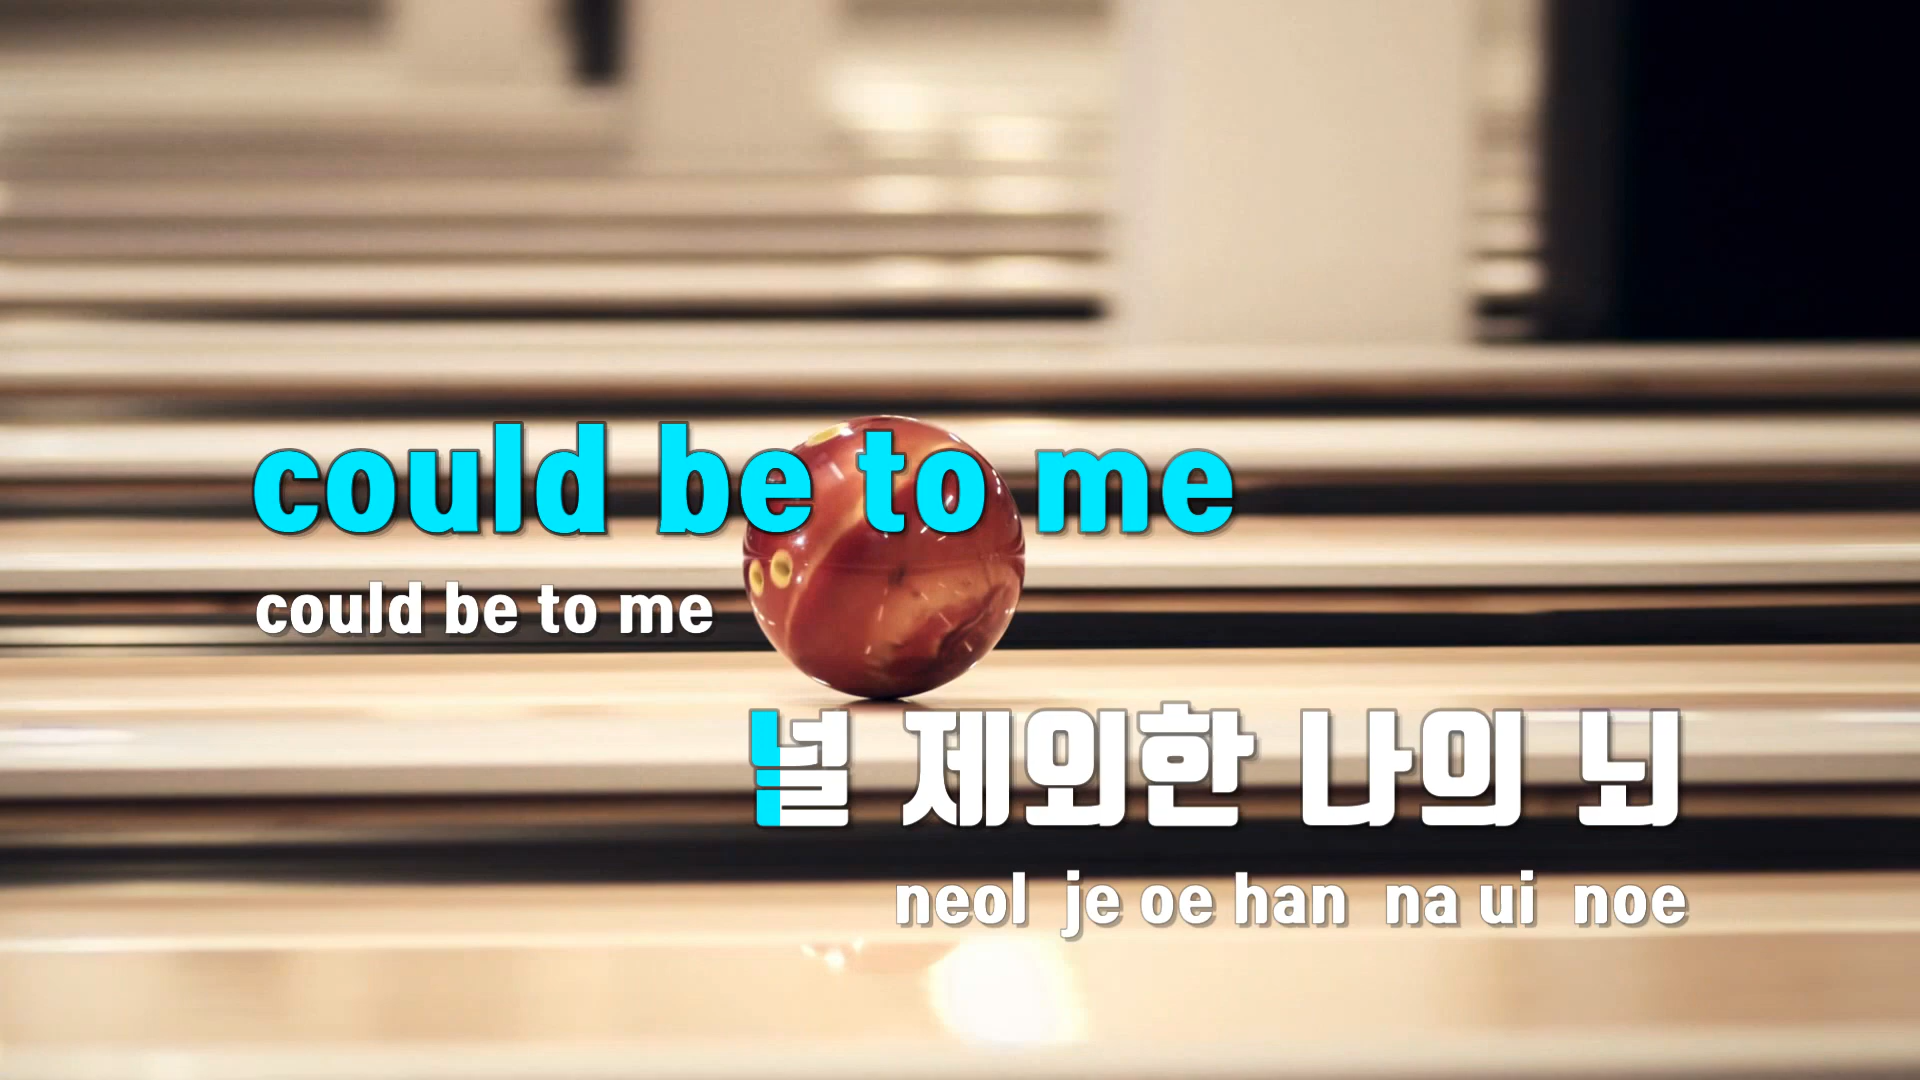 could be to me
could be to me
널 제외한 나의 뇌
neol je oe han na ui noe